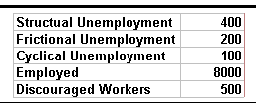 Structual Unemployment 400
Frictional Unemployment 200
Cyclical Unemployment 100
Employed 8000
Discouraged Workers 500